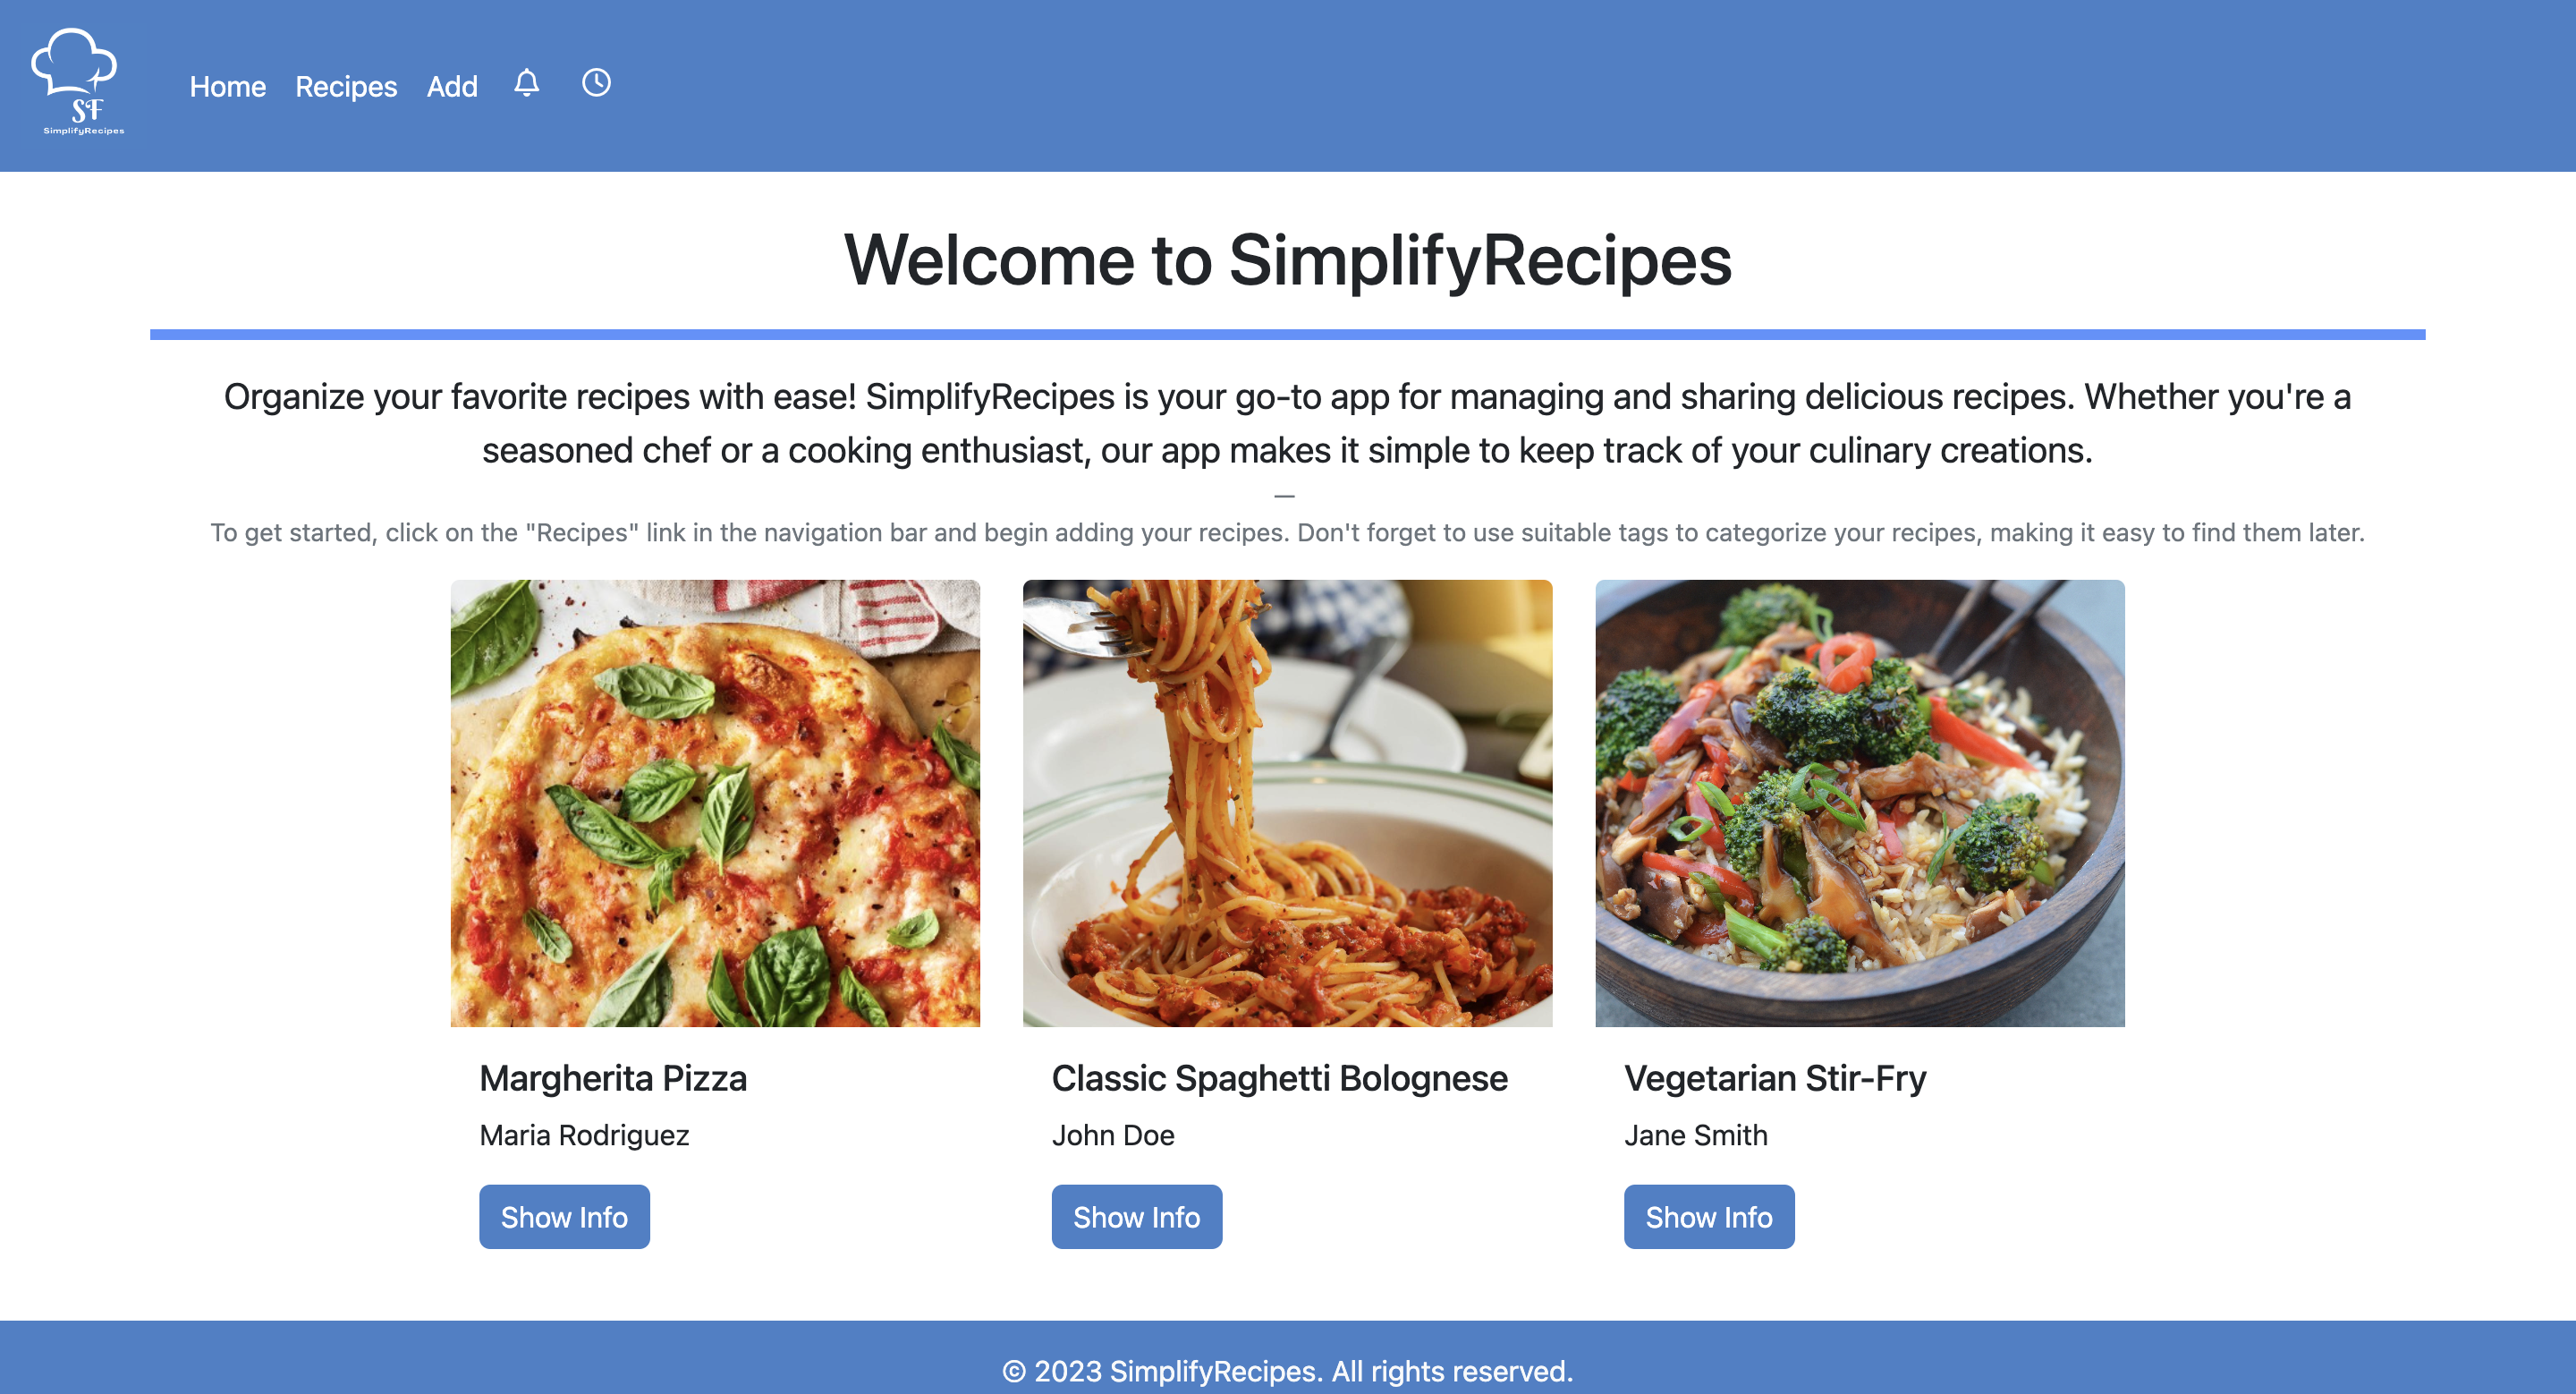 SF
SimplifyRecipes
Home Recipes Add
Welcome to SimplifyRecipes
Organize your favorite recipes with ease! SimplifyRecipes is your go-to app for managing and sharing delicious recipes. Whether you're a
seasoned chef or a cooking enthusiast, our app makes it simple to keep track of your culinary creations.
—
To get started, click on the "Recipes" link in the navigation bar and begin adding your recipes. Don't forget to use suitable tags to categorize your recipes, making it easy to find them later.
Margherita Pizza
Maria Rodriguez
Show Info
Classic Spaghetti Bolognese
John Doe
Show Info
Vegetarian Stir-Fry
Jane Smith
Show Info
© 2023 SimplifyRecipes. All rights reserved.